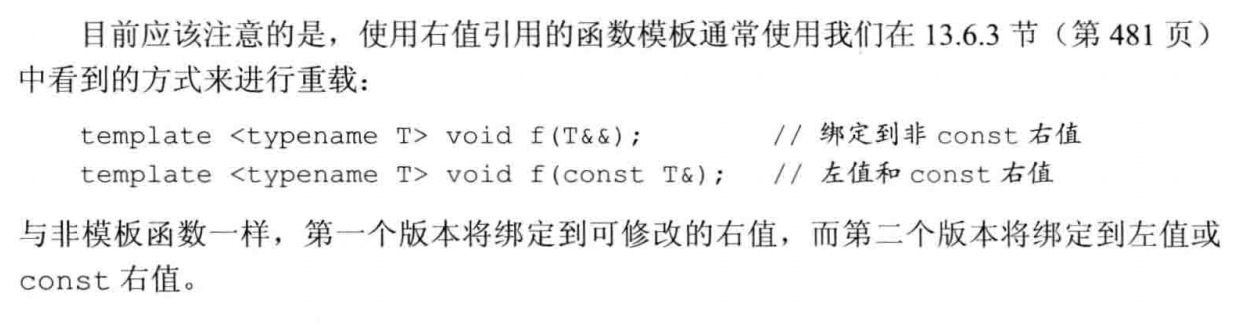 目前应该注意的是，使用右值引用的函数模板通常使用我们在 13.6.3 节（第 481 页）
中看到的方式来进行重载：
template <typename T> void f(T&&); // 绑定到非 const 右值
template <typename T> void f(const T&); // 左值和 const 右值
与非模板函数一样，第一个版本将绑定到可修改的右值，而第二个版本将绑定到左值或
const 右值。